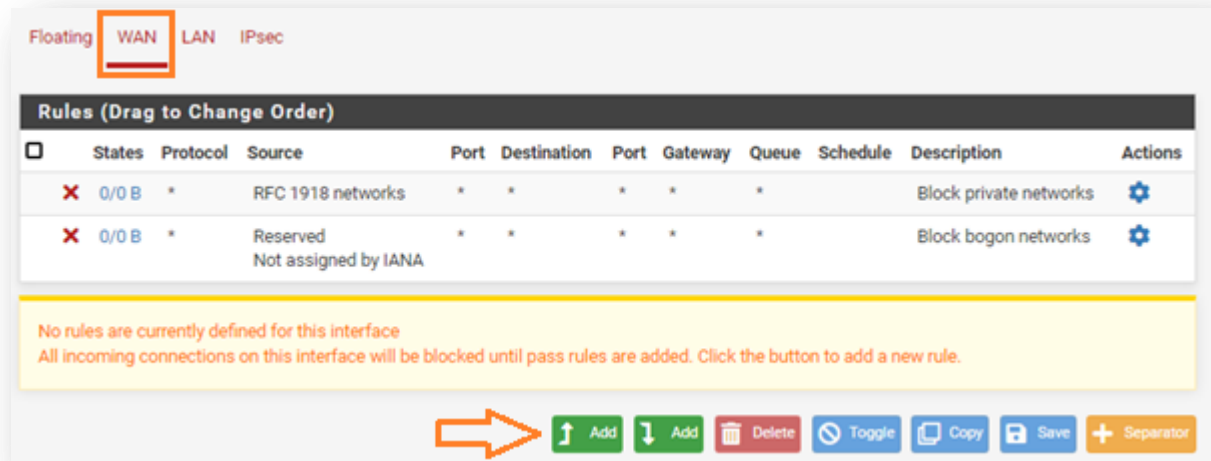 Floating WAN LAN IPsec
Rules (Drag to Change Order)
States Protocol Source Port Destination Port Gateway Queue Schedule Description Actions
0/0 B * RFC 1918 networks * * * * * Block private networks
0/0 B * Reserved * * * * * Block bogon networks
Not assigned by IANA
No rules are currently defined for this interface
All incoming connections on this interface will be blocked until pass rules are added. Click the button to add a new rule.
Add Add Delete Toggle Copy Save Separator